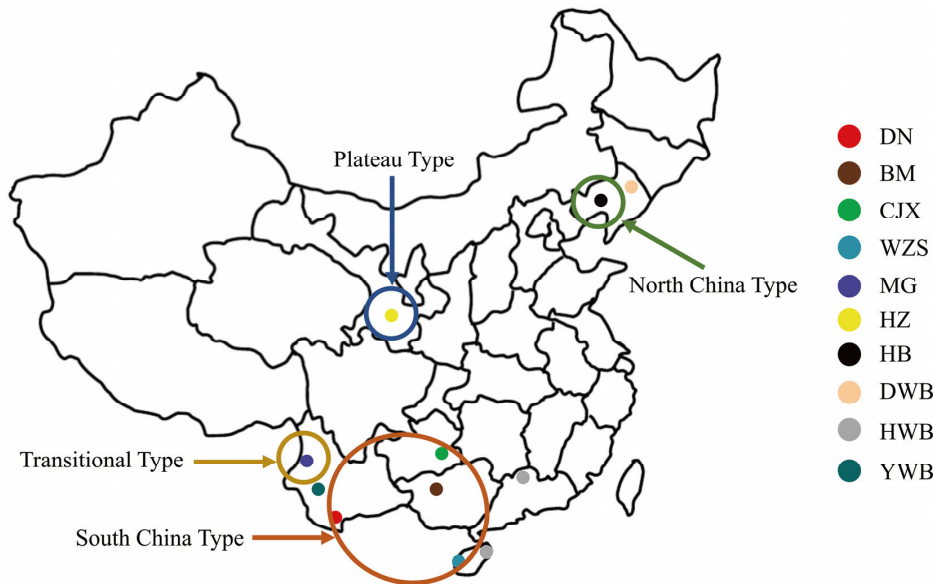 Plateau Type
North China Type
Transitional Type
South China Type
DN
BM
CJX
WZS
MG
HZ
HB
DWB
HWB
YWB